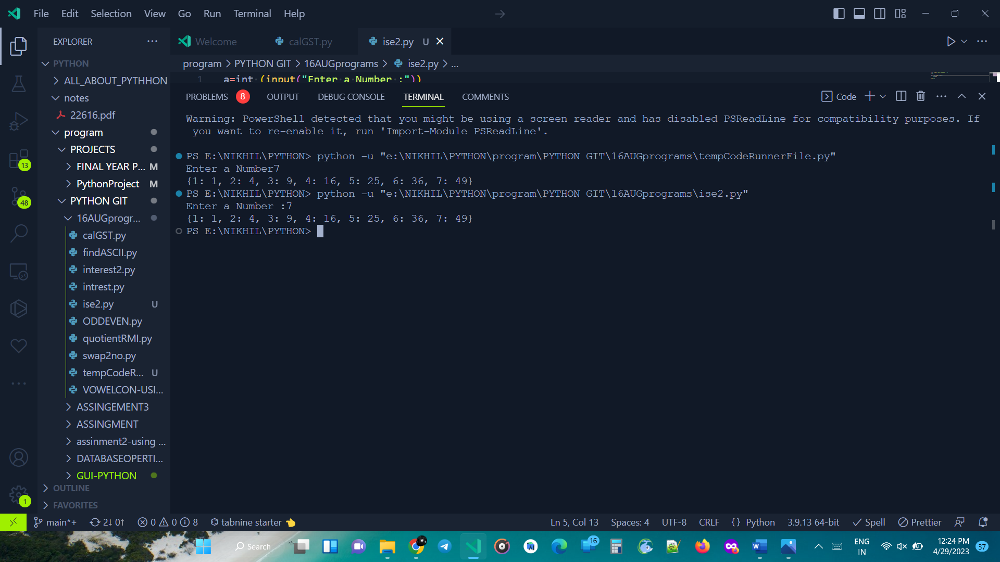 File Edit Selection View Go Run Terminal Help
EXPLORER
Welcome calGST.py ise2.py U
PYTHON
program > PYTHON GIT > 16AUGprograms > ise2.py > ...
1 a=int (input("Enter a Number :"))
PROBLEMS 8 OUTPUT DEBUG CONSOLE TERMINAL COMMENTS Code
Warning: PowerShell detected that you might be using a screen reader and has disabled PSReadLine for compatibility purposes. If
you want to re-enable it, run 'Import-Module PSReadLine'.
PS E:\NIKHIL\PYTHON> python -u "e:\NIKHIL\PYTHON\program\PYTHON GIT\16AUGprograms\tempCodeRunnerFile.py"
Enter a Number7
{1: 1, 2: 4, 3: 9, 4: 16, 5: 25, 6: 36, 7: 49}
PS E:\NIKHIL\PYTHON> python -u "e:\NIKHIL\PYTHON\program\PYTHON GIT\16AUGprograms\ise2.py"
Enter a Number :7
{1: 1, 2: 4, 3: 9, 4: 16, 5: 25, 6: 36, 7: 49}
PS E:\NIKHIL\PYTHON>
ALL_ABOUT_PYTHHON
notes
22616.pdf
program
PROJECTS
FINAL YEAR P... M
PythonProject M
PYTHON GIT
16AUGprogr...
calGST.py
findASCII.py
interest2.py
intrest.py
ise2.py U
ODDEVEN.py
quotientRMI.py
swap2no.py
tempCodeR... U
VOWELCON-USI...
ASSINGEMENT3
ASSINGMENT
assinment2-using ...
DATABASEOPERTI...
GUI-PYTHON
OUTLINE
FAVORITES
13
48
1
main*+ 2↓ 0↑ 0 0 8 tabnine starter Ln 5, Col 13 Spaces: 4 UTF-8 CRLF {} Python 3.9.13 64-bit Spell Prettier
Search 16 ENG IN 12:24 PM 4/29/2023 37